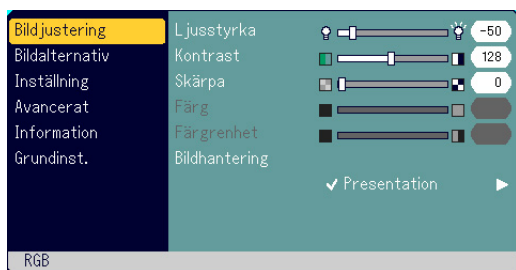 Bildjustering
Bildalternativ
Inställning
Avancerat
Information
Grundinst.
Ljusstyrka -50
Kontrast 128
Skärpa 0
Färg
Färgrenhet
Bildhantering
✓ Presentation
RGB